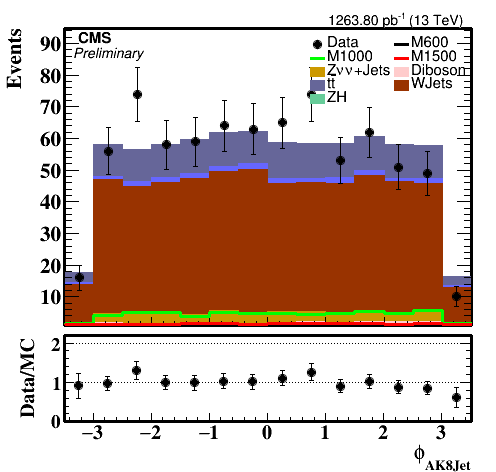 1263.80 pb⁻¹ (13 TeV)
CMS
Preliminary
Events
90
80
70
60
50
40
30
20
10
Data
M600
M1000
M1500
Zνν+Jets
Diboson
tt
WJets
ZH
Data/MC
2
1
0
−3
−2
−1
0
1
2
3
ϕ_AK8Jet